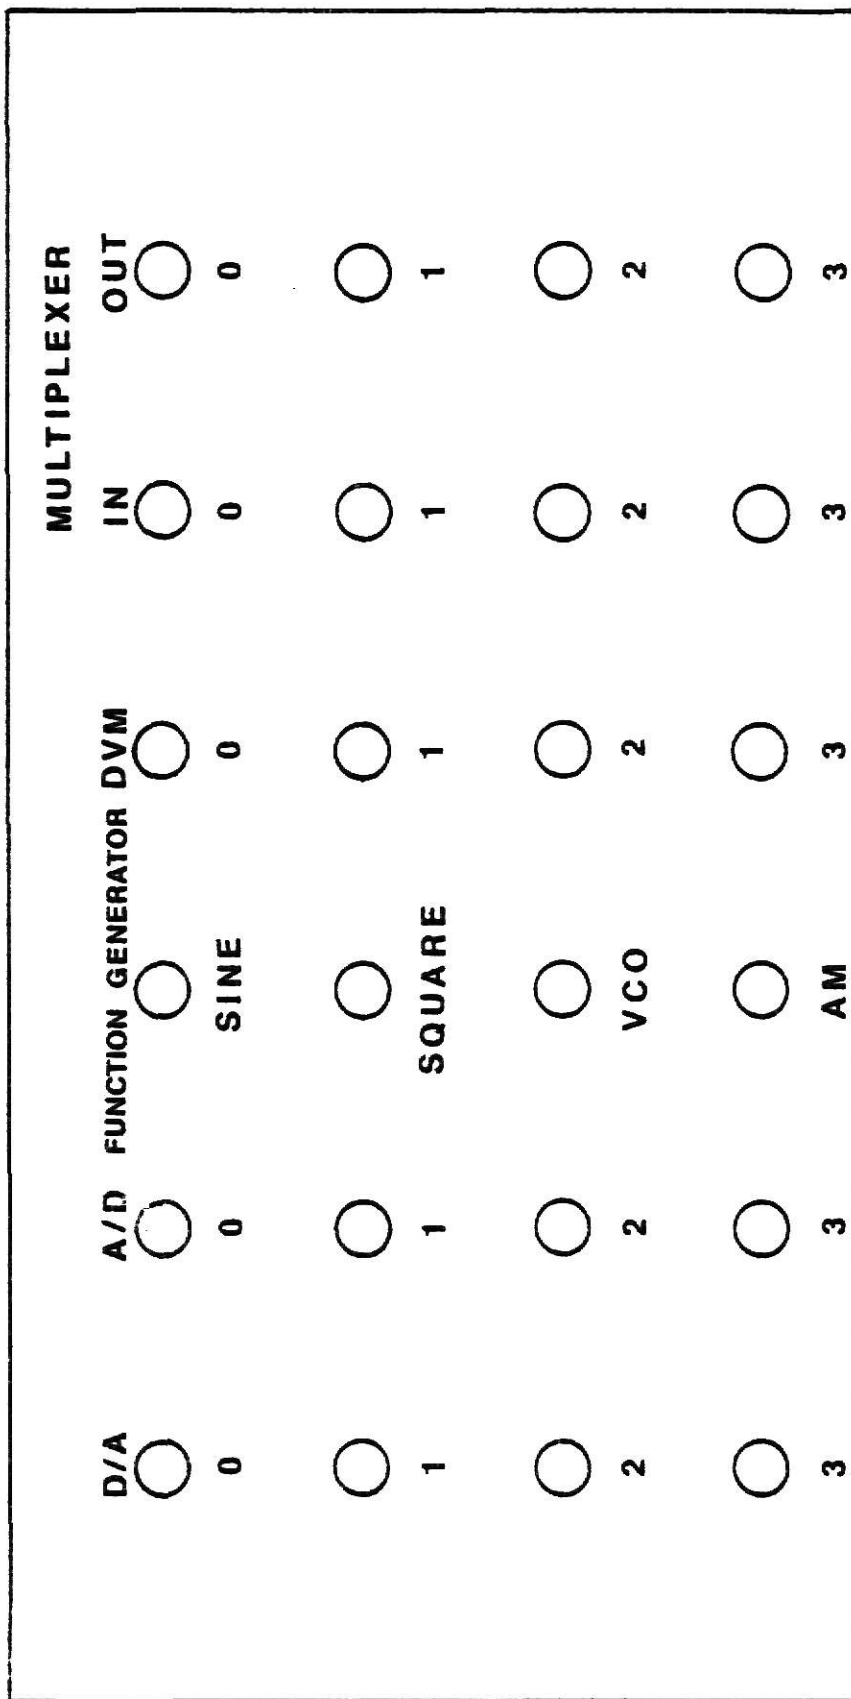 MULTIPLEXER
D/A A/D FUNCTION GENERATOR DVM IN OUT
0 0 SINE 0 0 0
1 1 SQUARE 1 1 1
2 2 VCO 2 2 2
3 3 AM 3 3 3